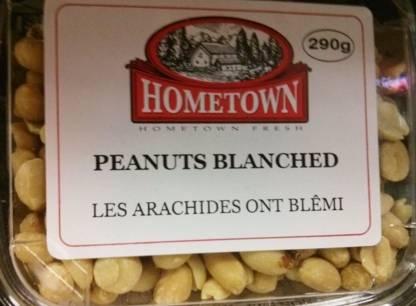 290g
HOMETOWN
HOMETOWN FRESH
PEANUTS BLANCHED
LES ARACHIDES ONT BLÊMI